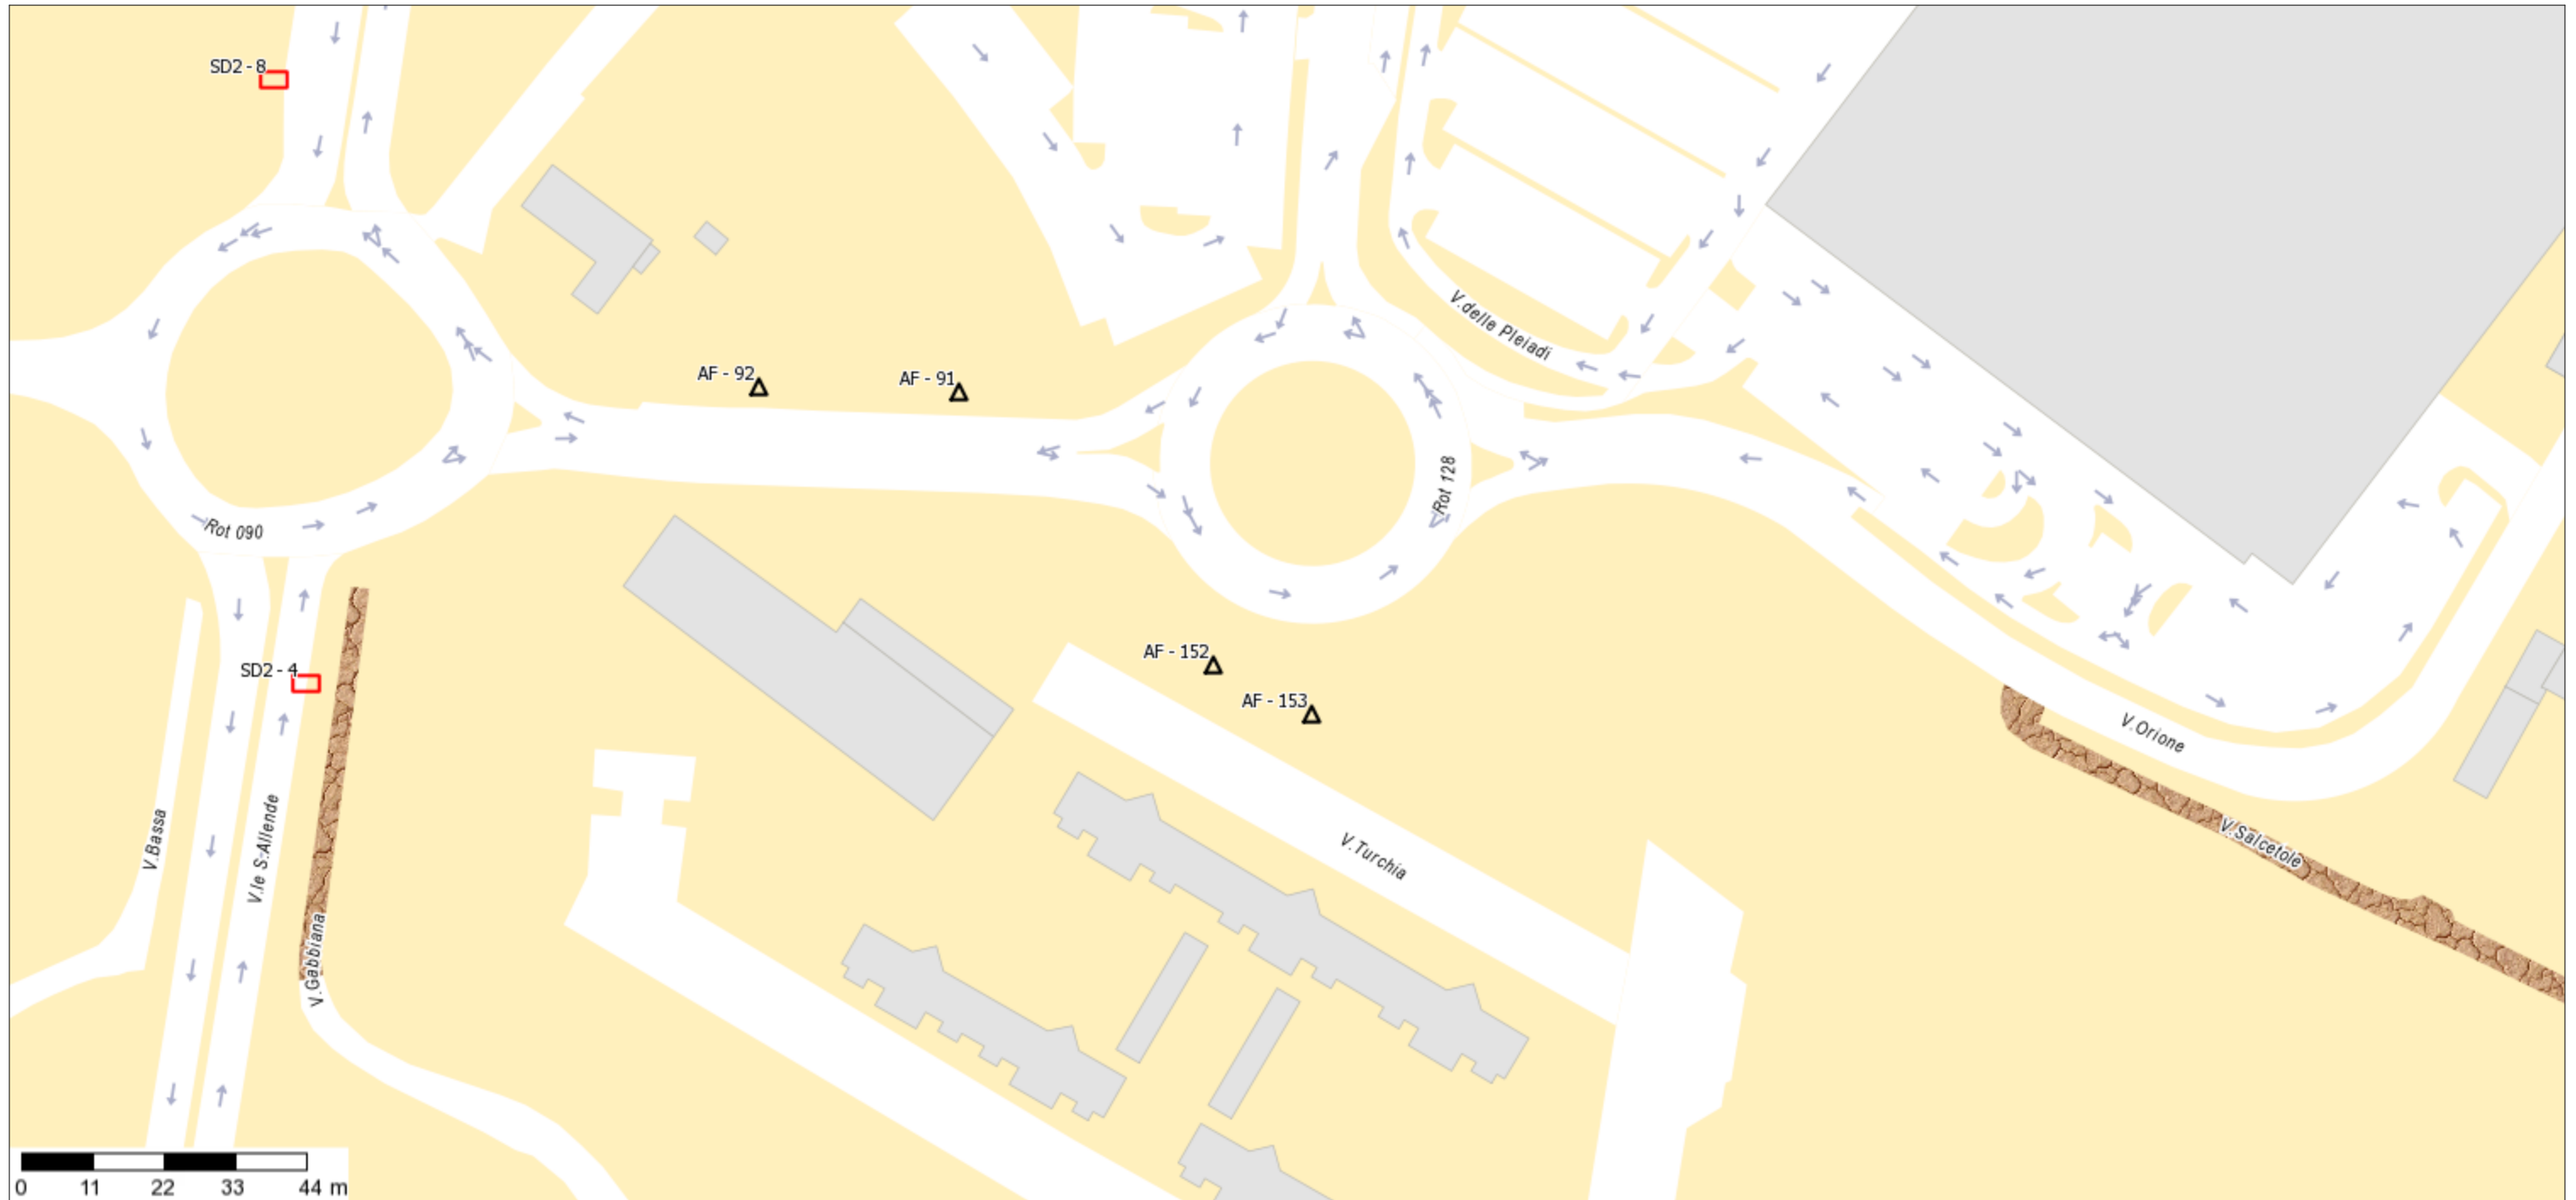 SD2 - 8
V.delle Pleiadi
AF - 92
AF - 91
Rot 128
Rot 090
SD2 - 4
AF - 152
AF - 153
V.Orione
V.Bassa
V.le S.Allende
V.Turchia
V.Salcetole
V.Gabbiana
0 11 22 33 44 m